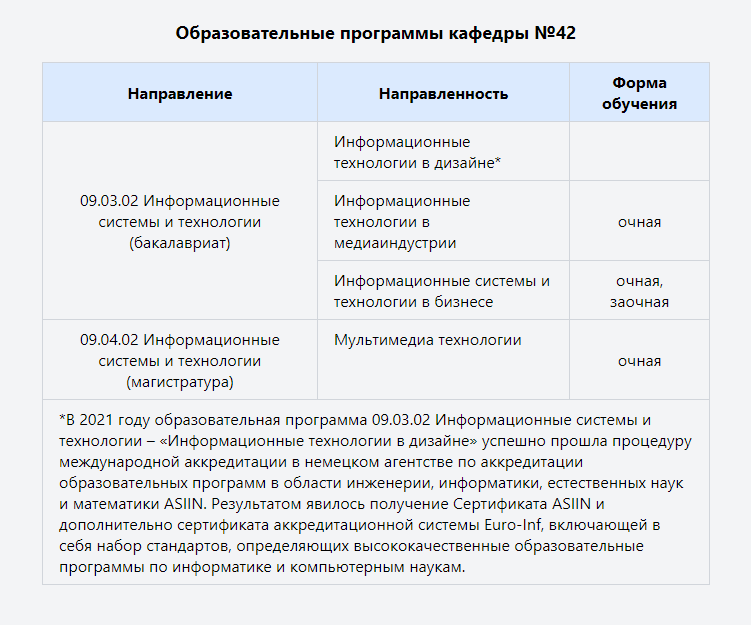 Образовательные программы кафедры №42
Направление
Направленность
Форма
обучения
09.03.02 Информационные
системы и технологии
(бакалавриат)
Информационные
технологии в дизайне*
Информационные
технологии в
медиаиндустрии
очная
Информационные системы и
технологии в бизнесе
очная,
заочная
09.04.02 Информационные
системы и технологии
(магистратура)
Мультимедиа технологии
очная
*В 2021 году образовательная программа 09.03.02 Информационные системы и
технологии – «Информационные технологии в дизайне» успешно прошла процедуру
международной аккредитации в немецком агентстве по аккредитации
образовательных программ в области инженерии, информатики, естественных наук
и математики ASIIN. Результатом явилось получение Сертификата ASIIN и
дополнительно сертификата аккредитационной системы Euro-Inf, включающей в
себя набор стандартов, определяющих высококачественные образовательные
программы по информатике и компьютерным наукам.